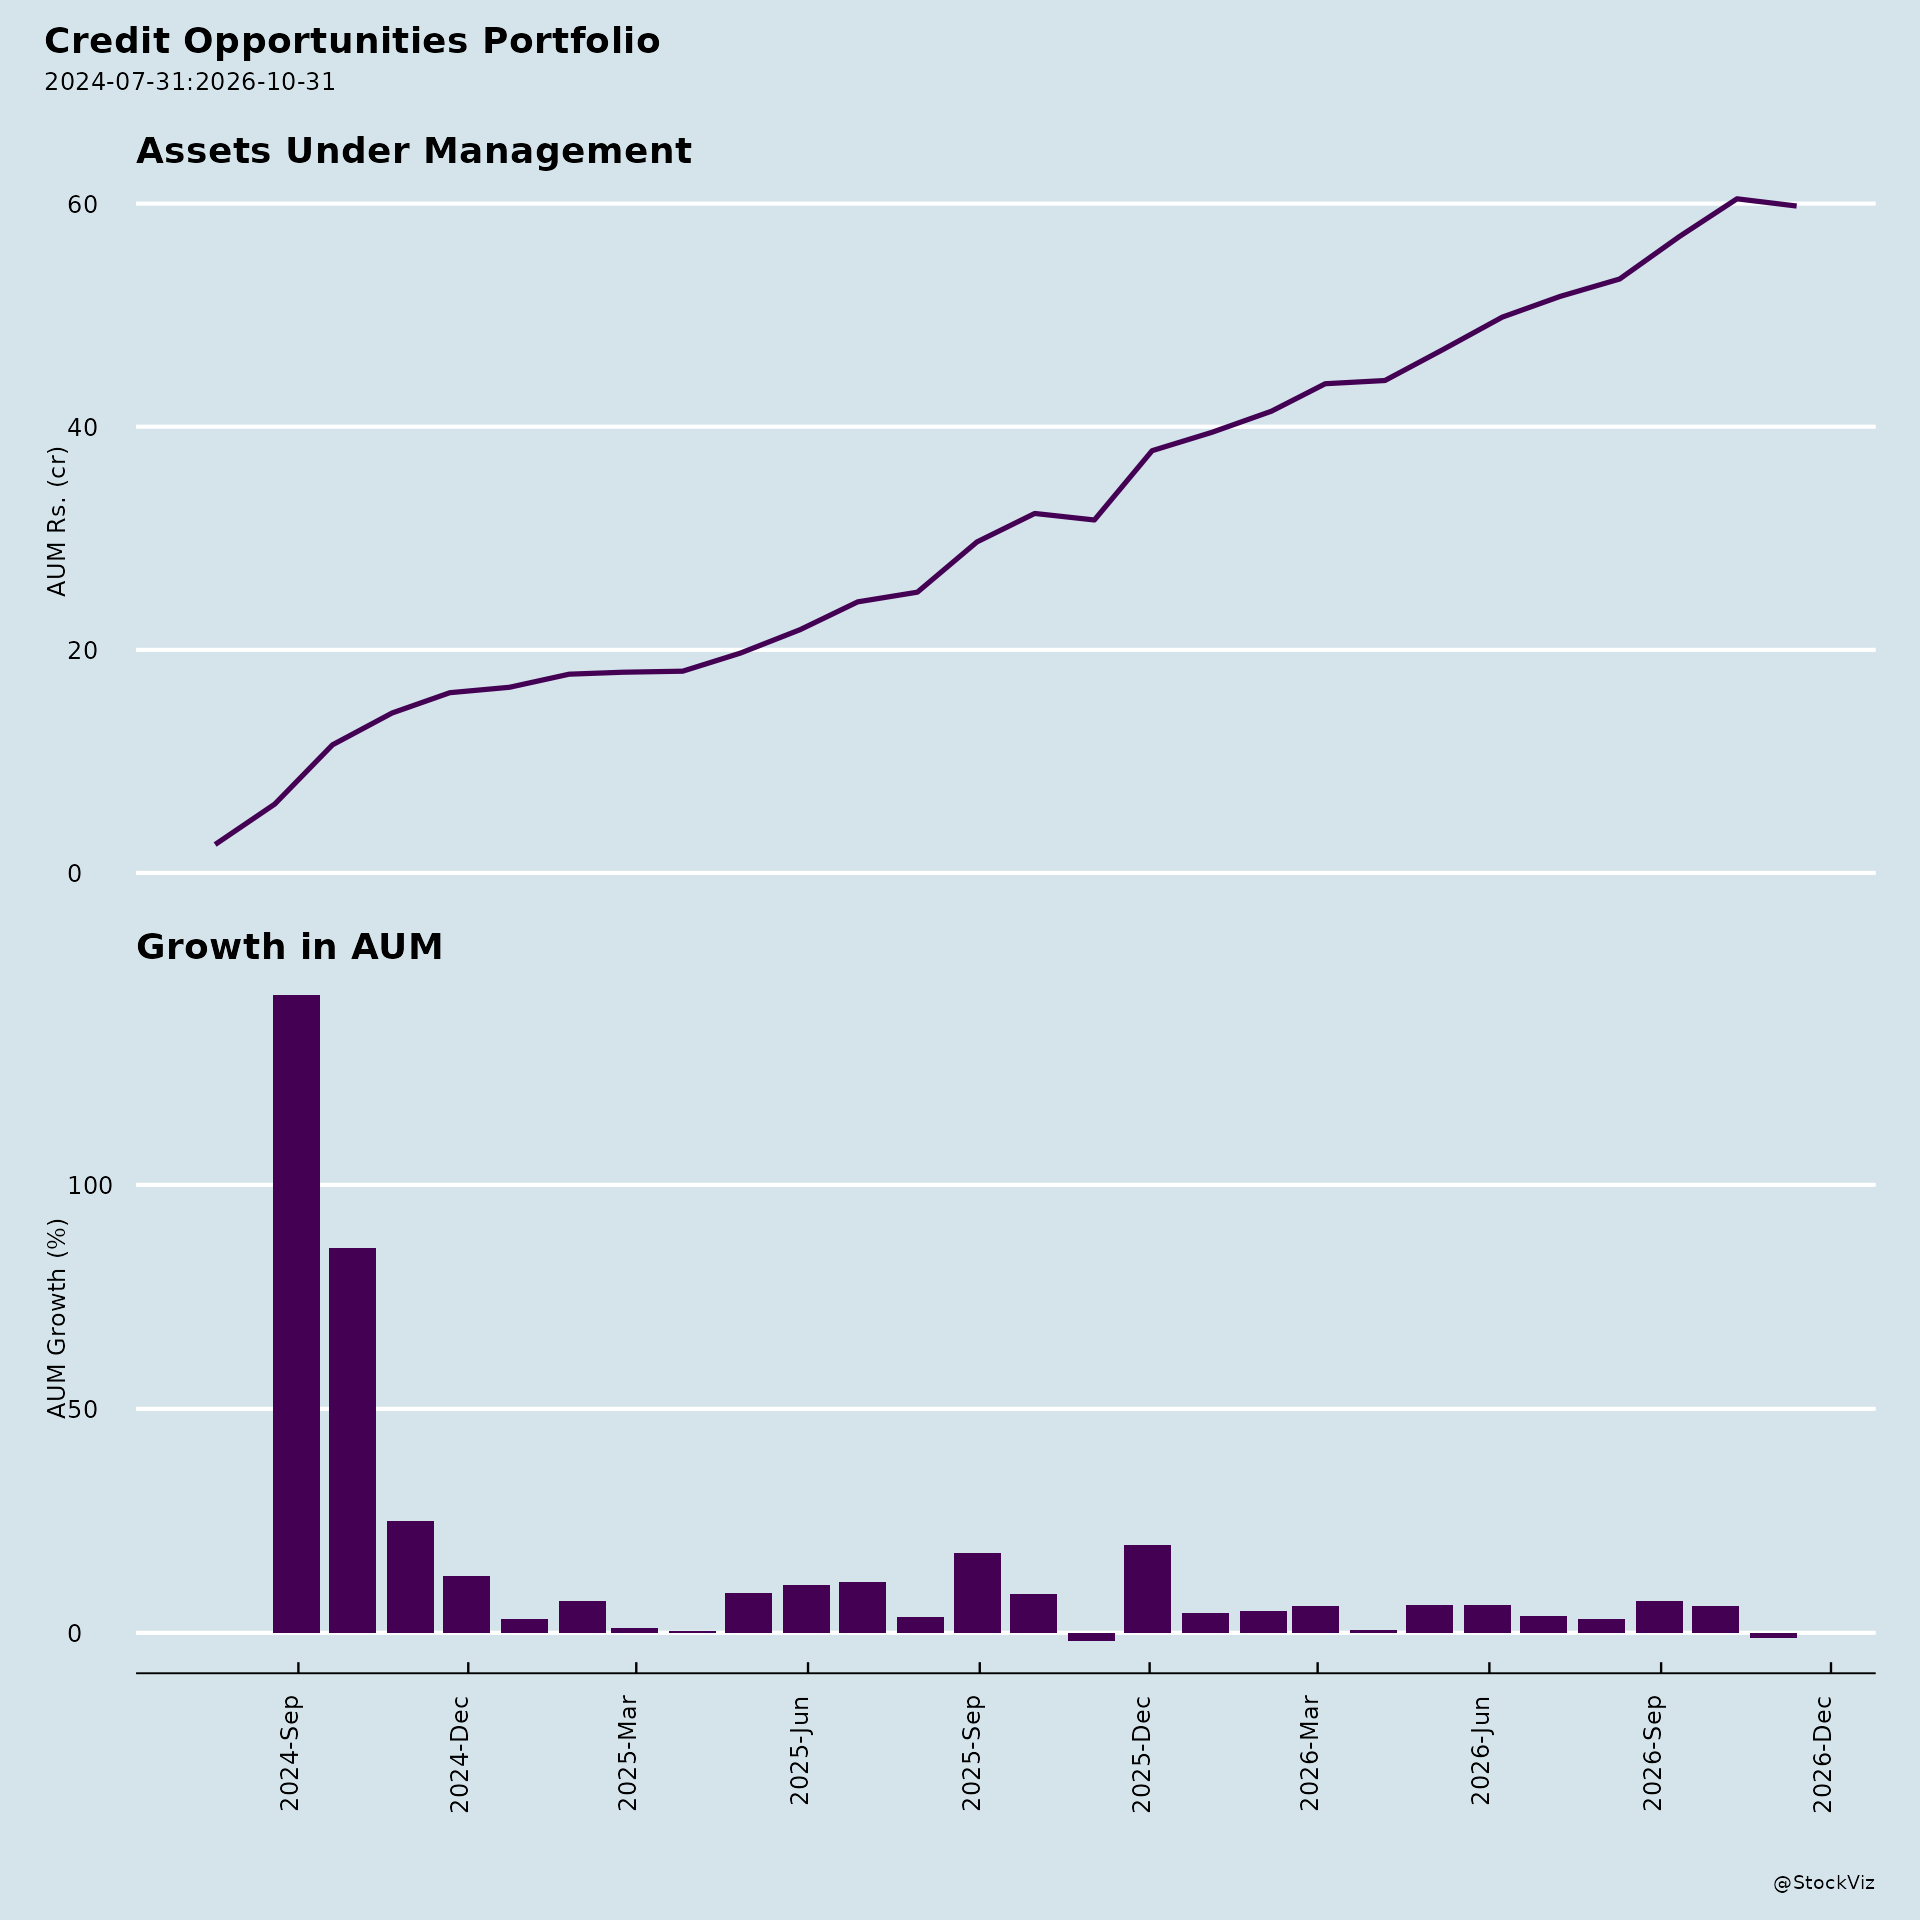 Credit Opportunities Portfolio
2024-07-31:2026-10-31
Assets Under Management
60
40
20
0
AUM Rs. (cr)
Growth in AUM
100
50
0
AUM Growth (%)
2024-Sep
2024-Dec
2025-Mar
2025-Jun
2025-Sep
2025-Dec
2026-Mar
2026-Jun
2026-Sep
2026-Dec
@StockViz